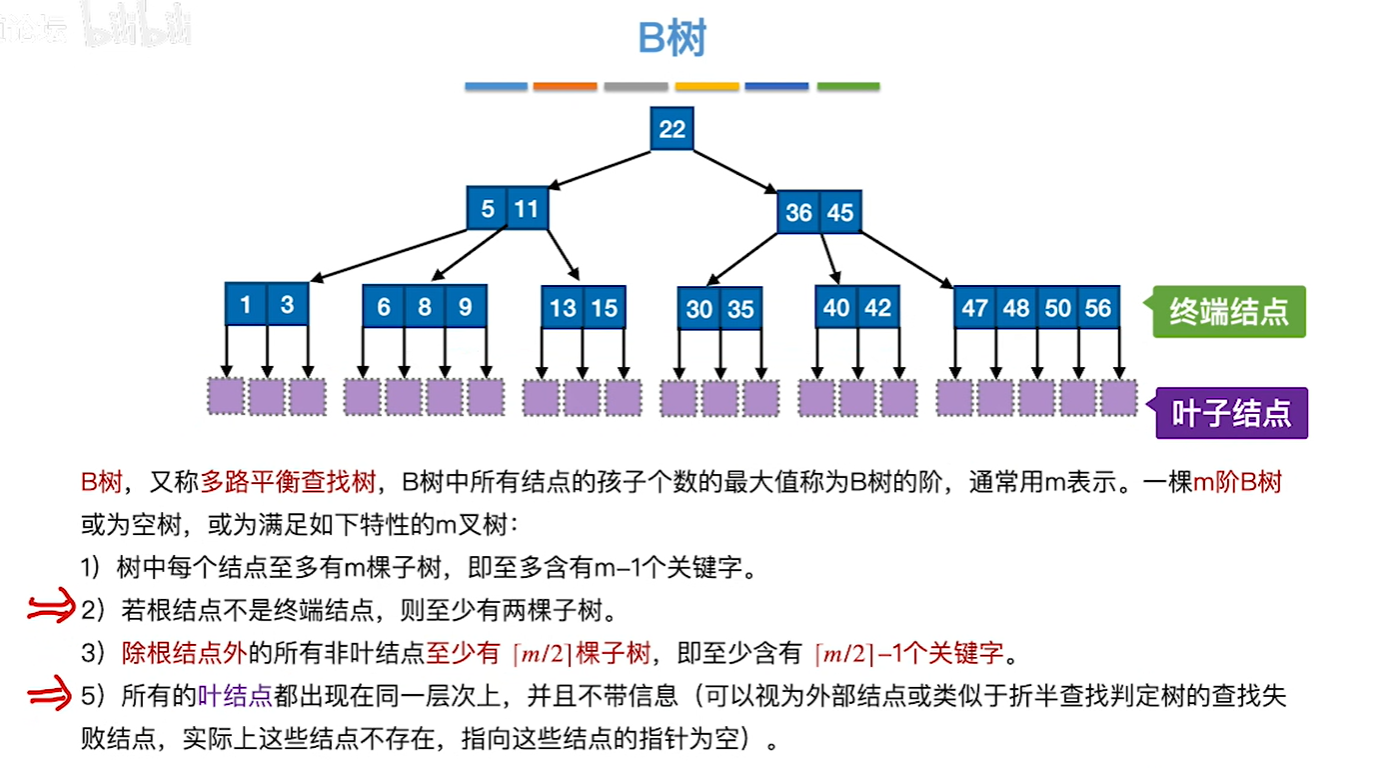 B树
22
5 11
36 45
1 3
6 8 9
13 15
30 35
40 42
47 48 50 56
终端结点
叶子结点
B树，又称多路平衡查找树，B树中所有结点的孩子个数的最大值称为B树的阶，通常用m表示。一棵m阶B树
或为空树，或为满足如下特性的m叉树：
1）树中每个结点至多有m棵子树，即至多含有m–1个关键字。
2）若根结点不是终端结点，则至少有两棵子树。
3）除根结点外的所有非叶结点至少有 ⌈m/2⌉棵子树，即至少含有 ⌈m/2⌉–1个关键字。
5）所有的叶结点都出现在同一层次上，并且不带信息（可以视为外部结点或类似于折半查找判定树的查找失
败结点，实际上这些结点不存在，指向这些结点的指针为空）。